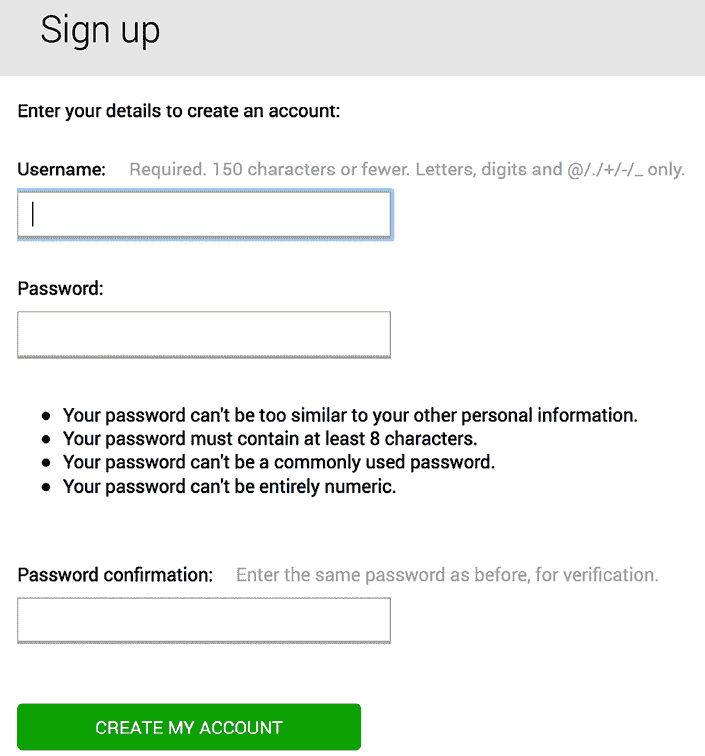 Sign up
Enter your details to create an account:
Username: Required. 150 characters or fewer. Letters, digits and @/./+/-/_ only.
Password:
● Your password can't be too similar to your other personal information.
● Your password must contain at least 8 characters.
● Your password can't be a commonly used password.
● Your password can't be entirely numeric.
Password confirmation: Enter the same password as before, for verification.
CREATE MY ACCOUNT